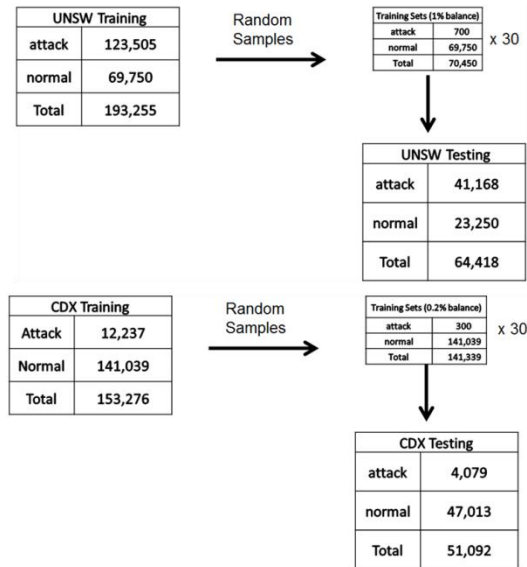 UNSW Training
attack 123,505
normal 69,750
Total 193,255
Random
Samples
Training Sets (1% balance)
attack 700
normal 69,750
Total 70,450
x 30
UNSW Testing
attack 41,168
normal 23,250
Total 64,418
CDX Training
Attack 12,237
Normal 141,039
Total 153,276
Random
Samples
Training Sets (0.2% balance)
attack 300
normal 141,039
Total 141,339
x 30
CDX Testing
attack 4,079
normal 47,013
Total 51,092